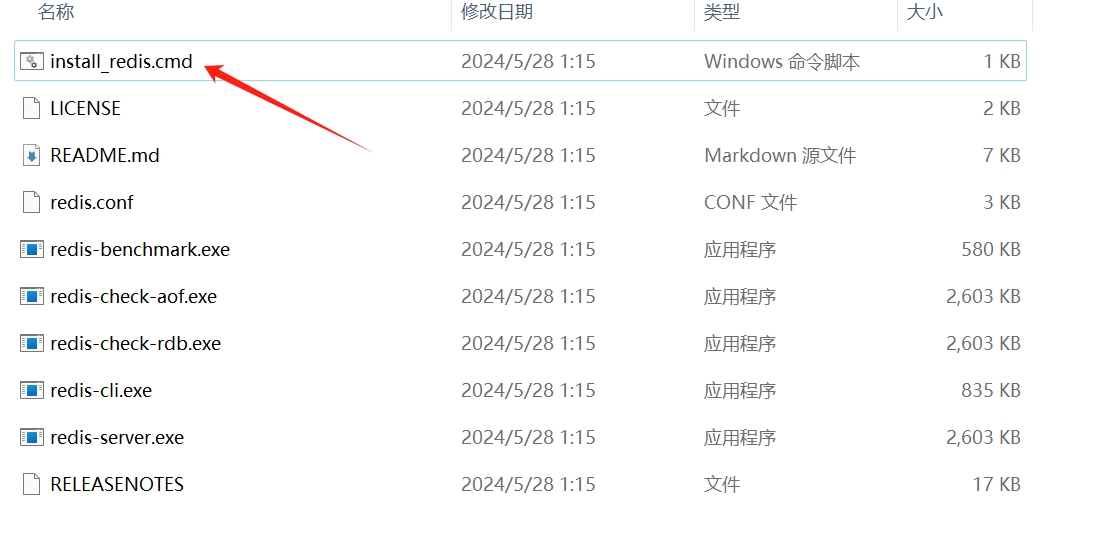 名称 修改日期 类型 大小
install_redis.cmd 2024/5/28 1:15 Windows 命令脚本 1 KB
LICENSE 2024/5/28 1:15 文件 2 KB
README.md 2024/5/28 1:15 Markdown 源文件 7 KB
redis.conf 2024/5/28 1:15 CONF 文件 3 KB
redis-benchmark.exe 2024/5/28 1:15 应用程序 580 KB
redis-check-aof.exe 2024/5/28 1:15 应用程序 2,603 KB
redis-check-rdb.exe 2024/5/28 1:15 应用程序 2,603 KB
redis-cli.exe 2024/5/28 1:15 应用程序 835 KB
redis-server.exe 2024/5/28 1:15 应用程序 2,603 KB
RELEASENOTES 2024/5/28 1:15 文件 17 KB